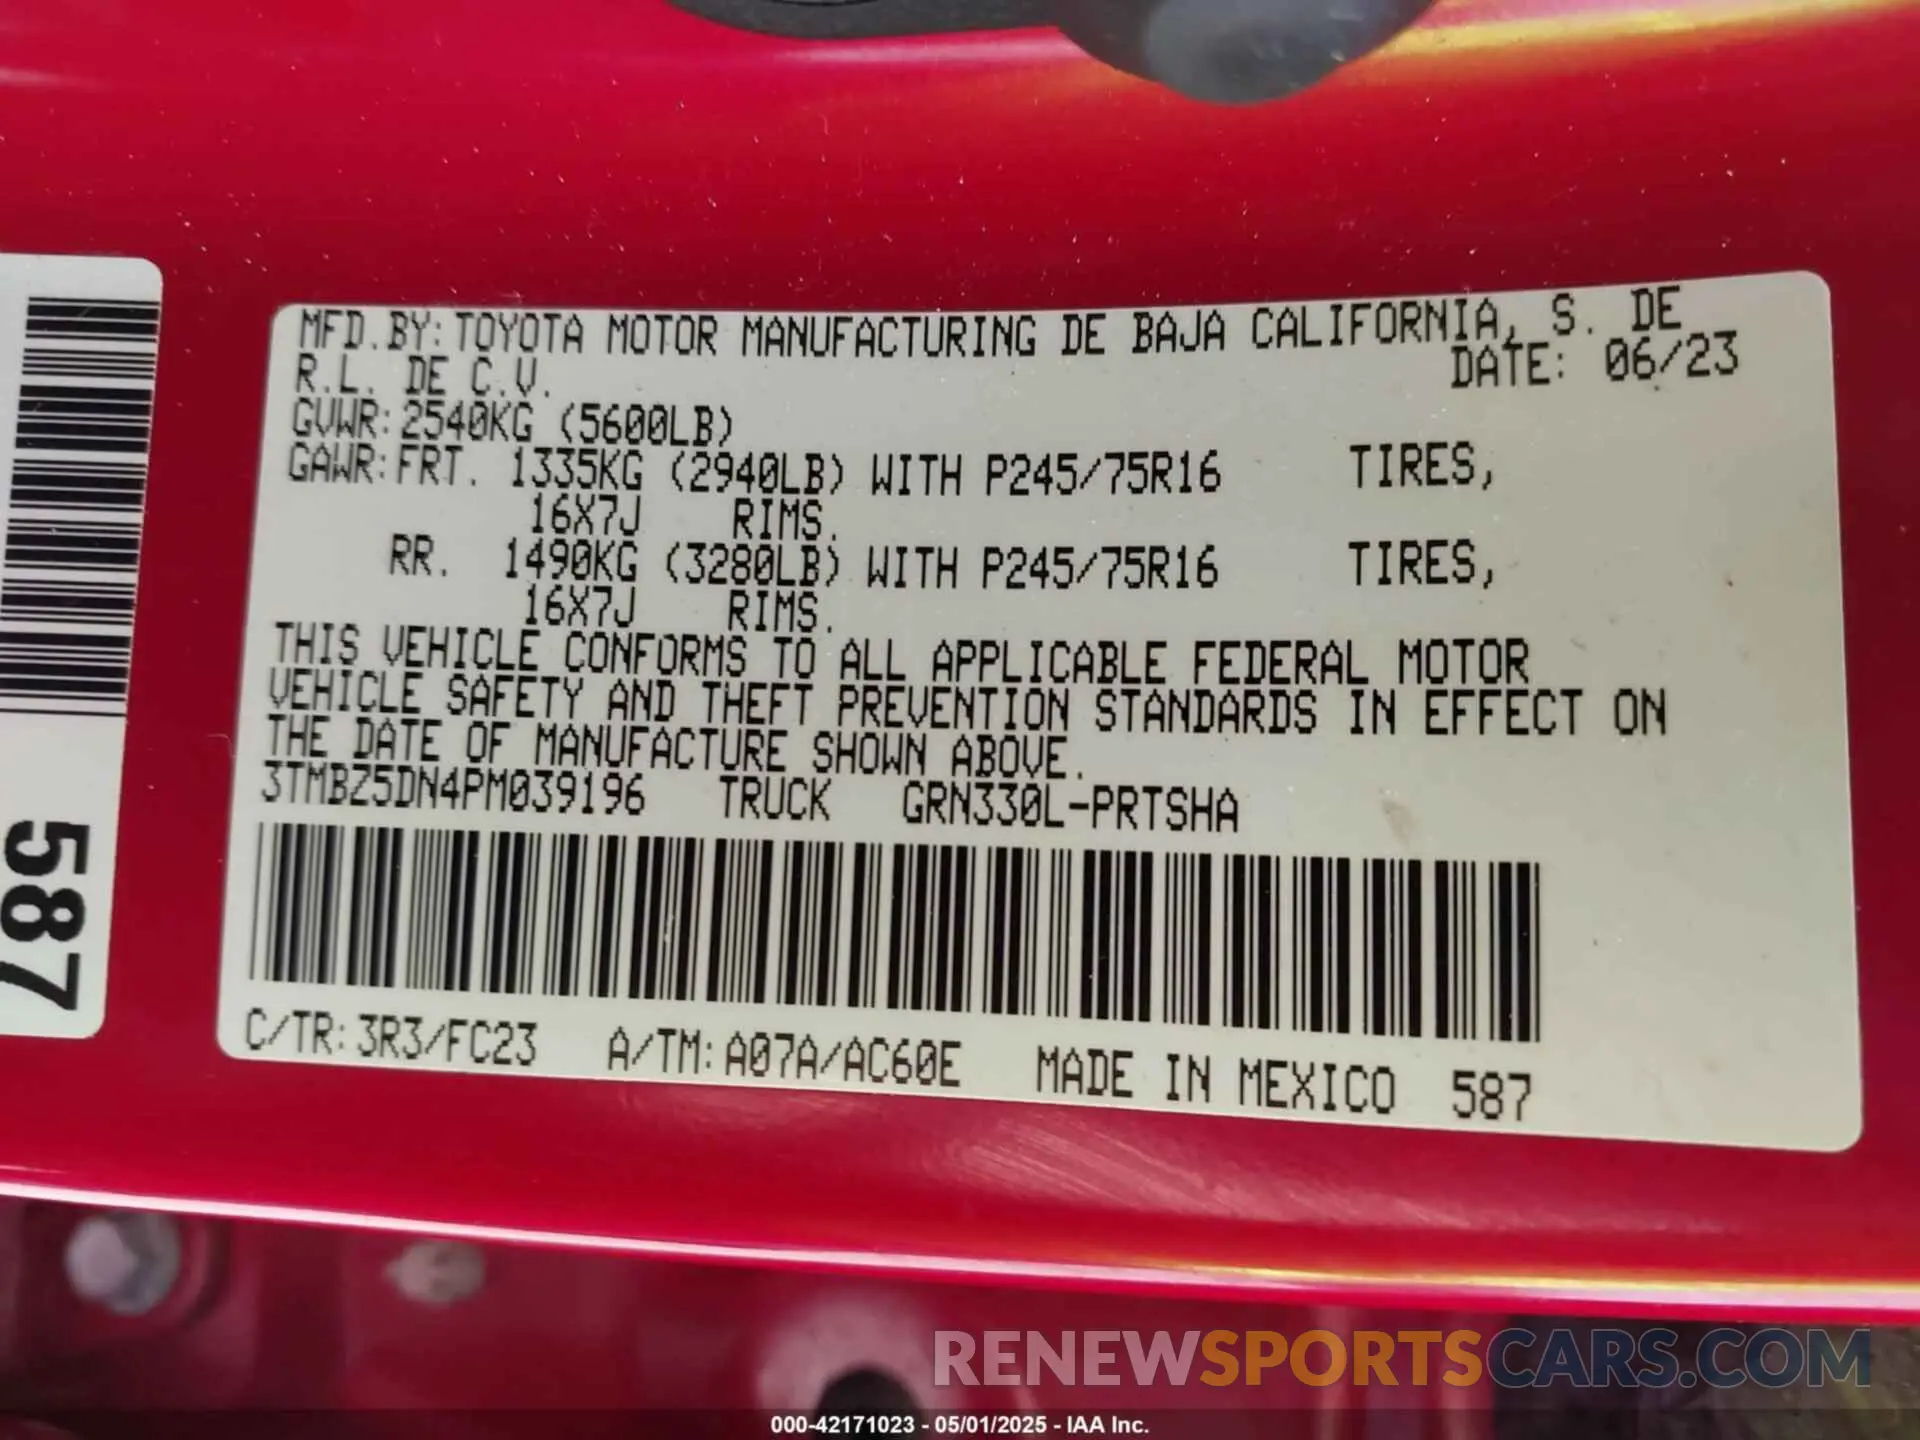 MFD.BY:TOYOTA MOTOR MANUFACTURING DE BAJA CALIFORNIA, S. DE
R.L. DE C.V. DATE: 06/23
GVWR:2540KG (5600LB)
GAWR:FRT. 1335KG (2940LB) WITH P245/75R16 TIRES,
16X7J RIMS.
RR. 1490KG (3280LB) WITH P245/75R16 TIRES,
16X7J RIMS.
THIS VEHICLE CONFORMS TO ALL APPLICABLE FEDERAL MOTOR
VEHICLE SAFETY AND THEFT PREVENTION STANDARDS IN EFFECT ON
THE DATE OF MANUFACTURE SHOWN ABOVE.
3TMBZ5DN4PM039196 TRUCK GRN330L-PRTSHA
C/TR:3R3/FC23 A/TM:A07A/AC60E MADE IN MEXICO 587
587
RENEWSPORTSCARS.COM
000-42171023 - 05/01/2025 - IAA Inc.